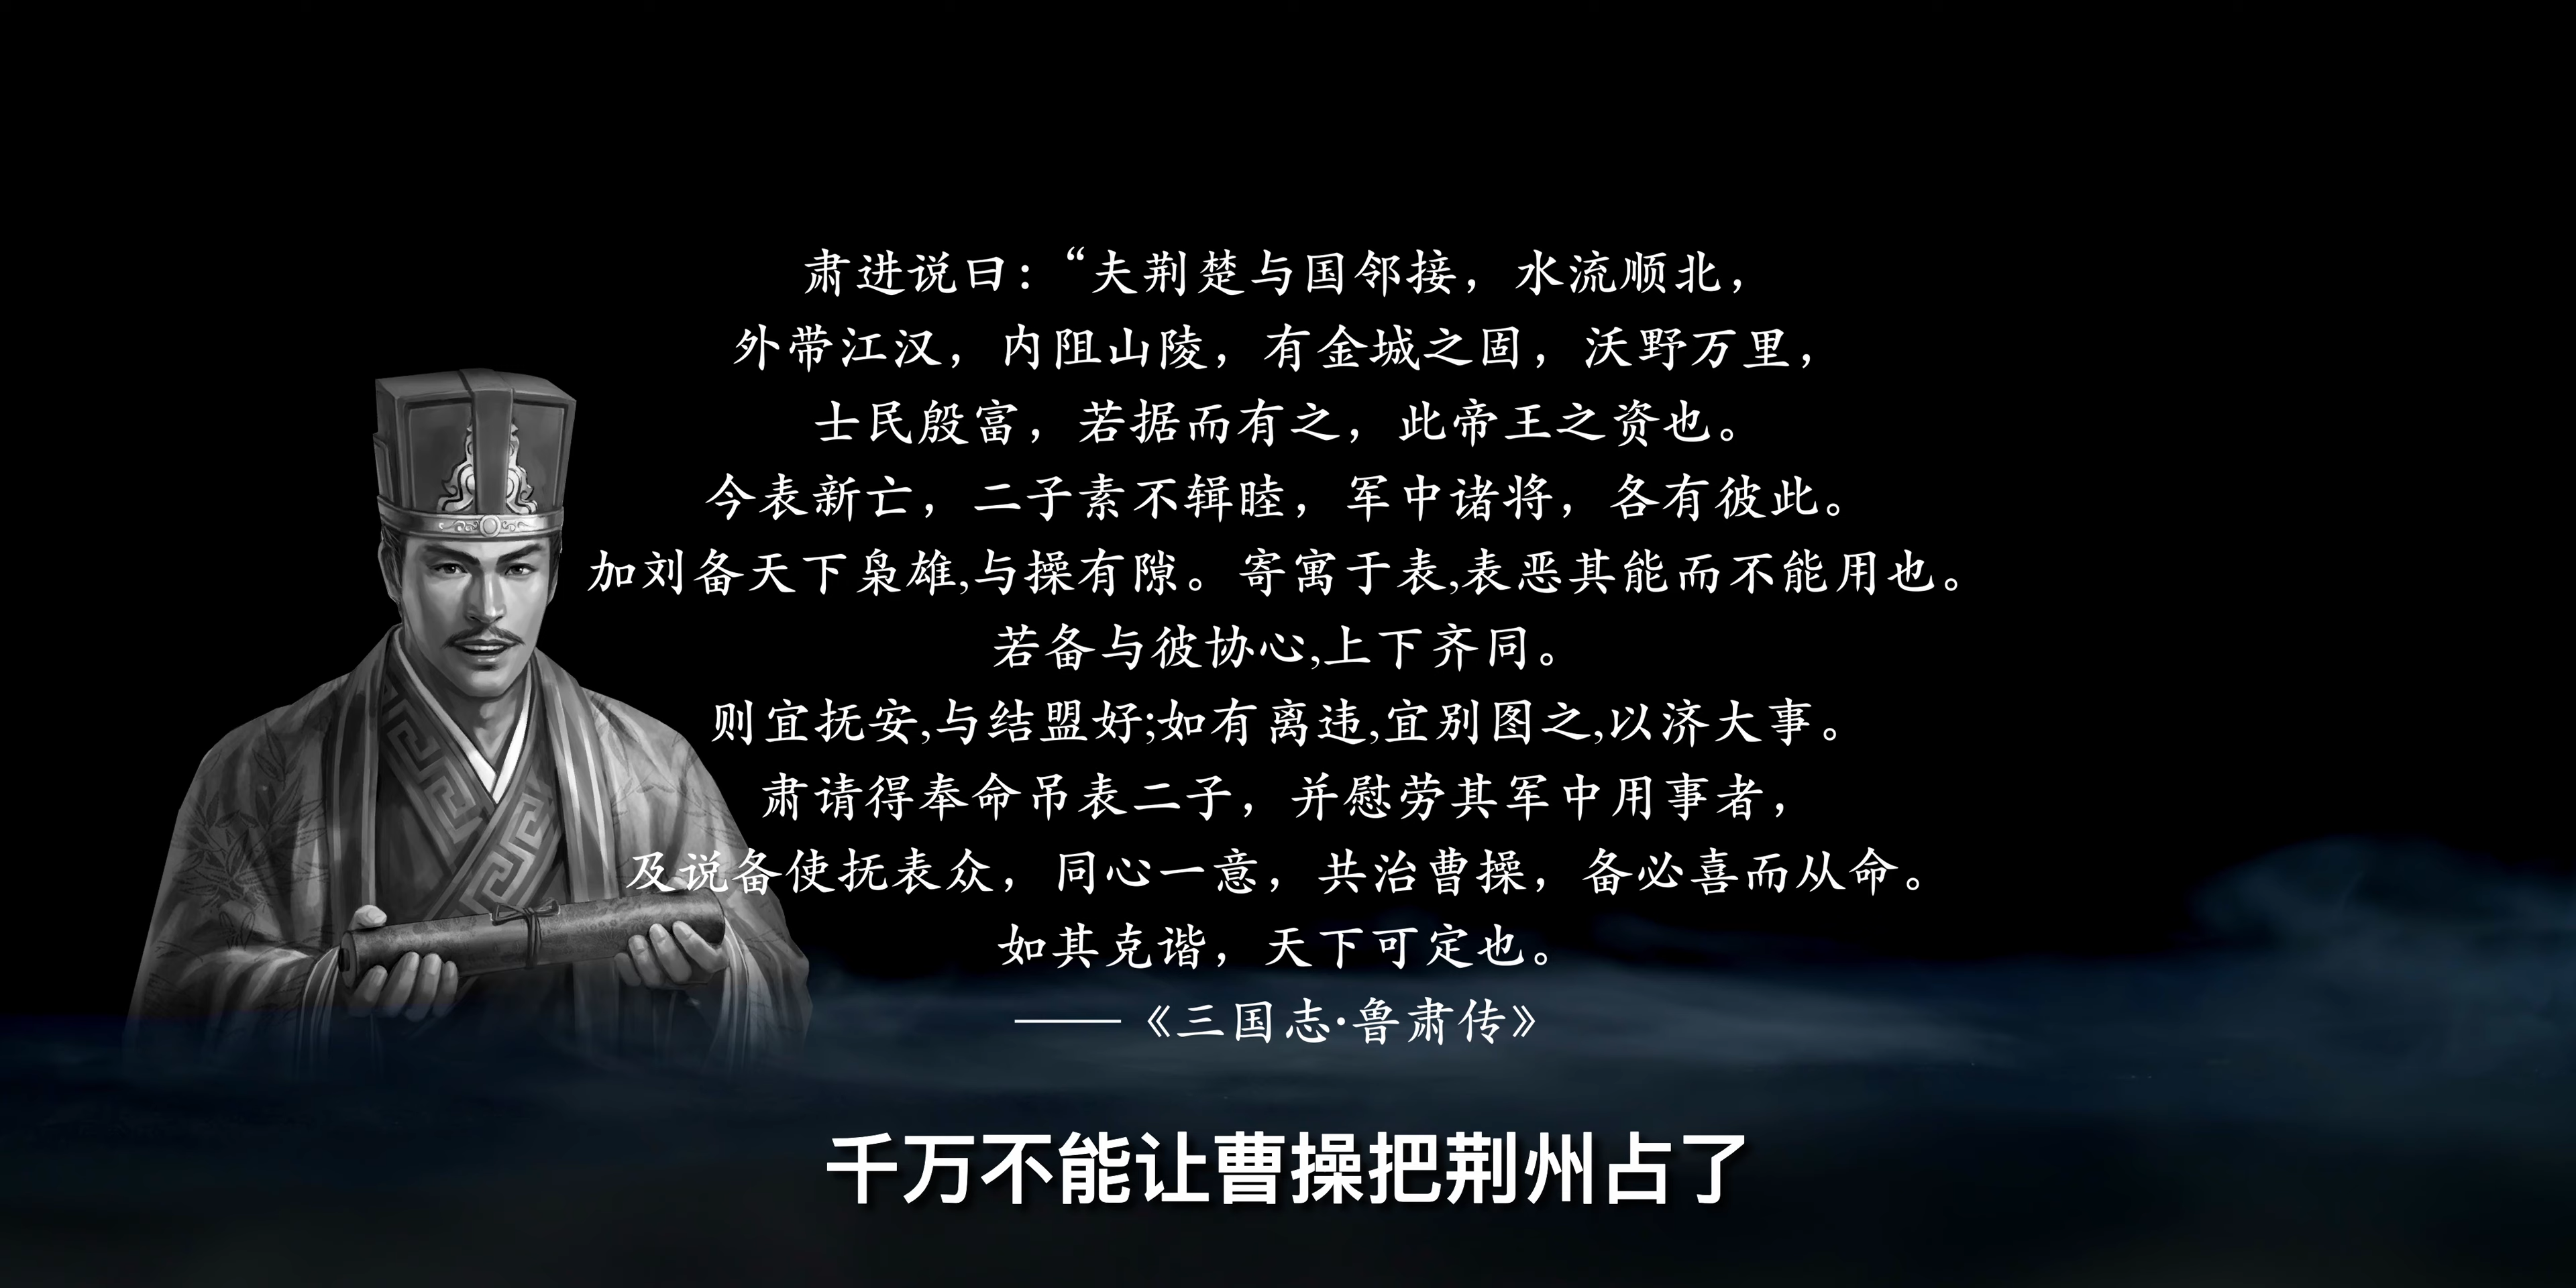 肃进说曰：“夫荆楚与国邻接，水流顺北，
外带江汉，内阻山陵，有金城之固，沃野万里，
士民殷富，若据而有之，此帝王之资也。
今表新亡，二子素不辑睦，军中诸将，各有彼此。
加刘备天下枭雄,与操有隙。寄寓于表,表恶其能而不能用也。
若备与彼协心,上下齐同。
则宜抚安,与结盟好;如有离违,宜别图之,以济大事。
肃请得奉命吊表二子，并慰劳其军中用事者，
及说备使抚表众，同心一意，共治曹操，备必喜而从命。
如其克谐，天下可定也。
——《三国志·鲁肃传》
千万不能让曹操把荆州占了